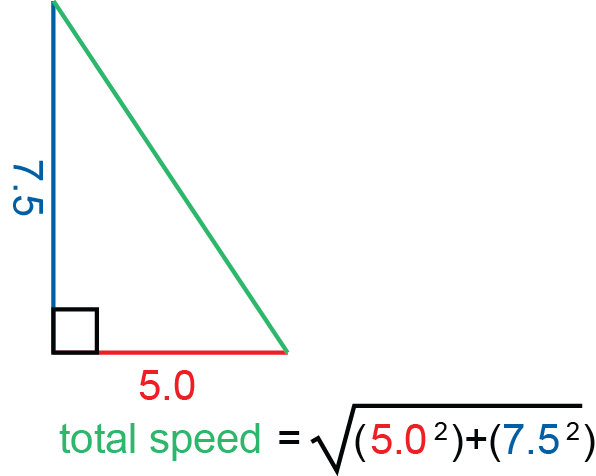 7.5
5.0
total speed = √(5.0²)+(7.5²)